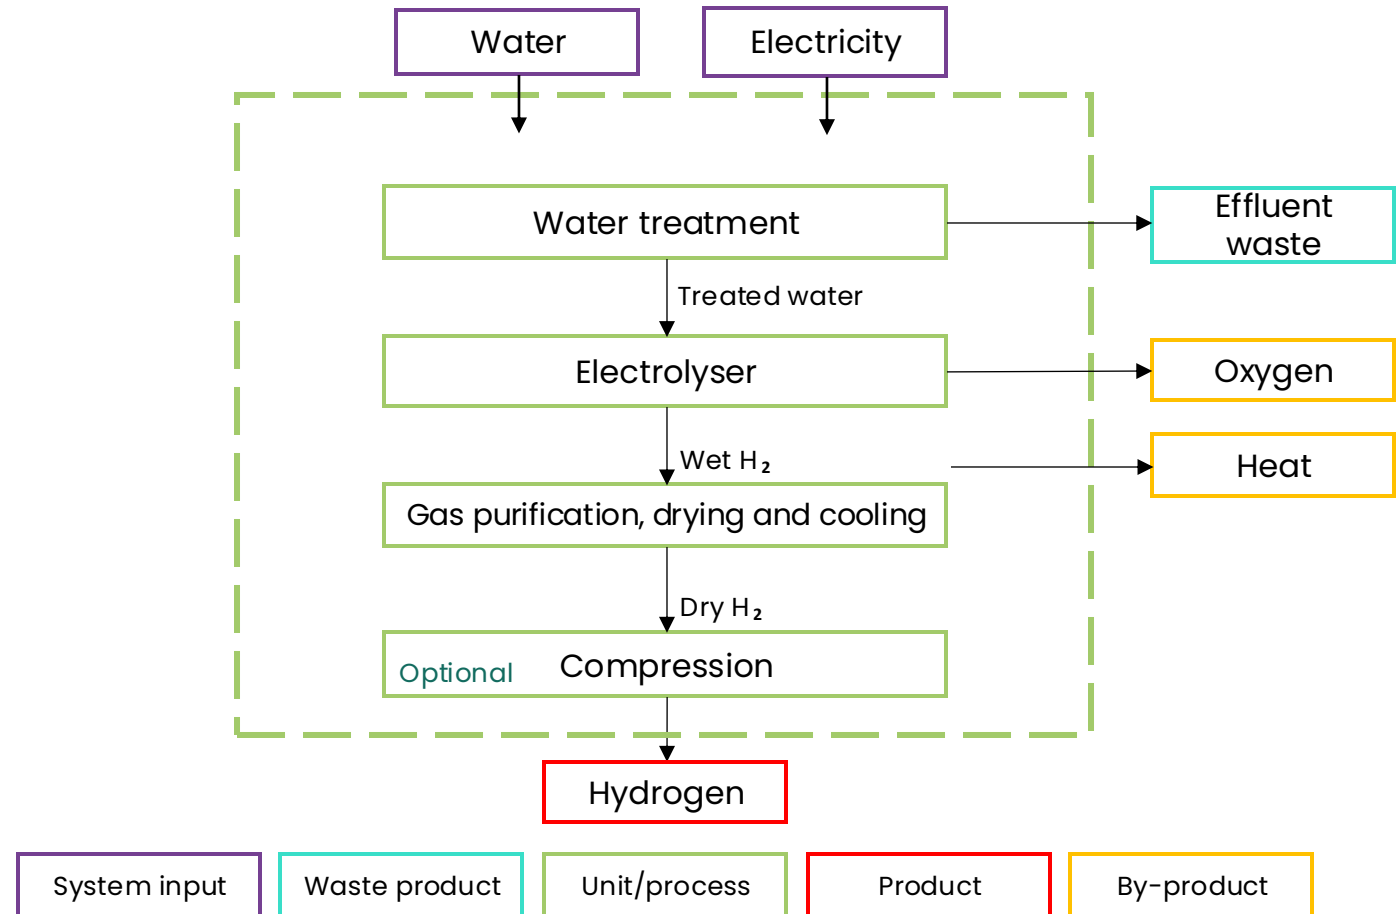 Water
Electricity
Water treatment
Effluent
waste
Treated water
Electrolyser
Oxygen
Wet H₂
Heat
Gas purification, drying and cooling
Dry H₂
Optional
Compression
Hydrogen
System input
Waste product
Unit/process
Product
By-product